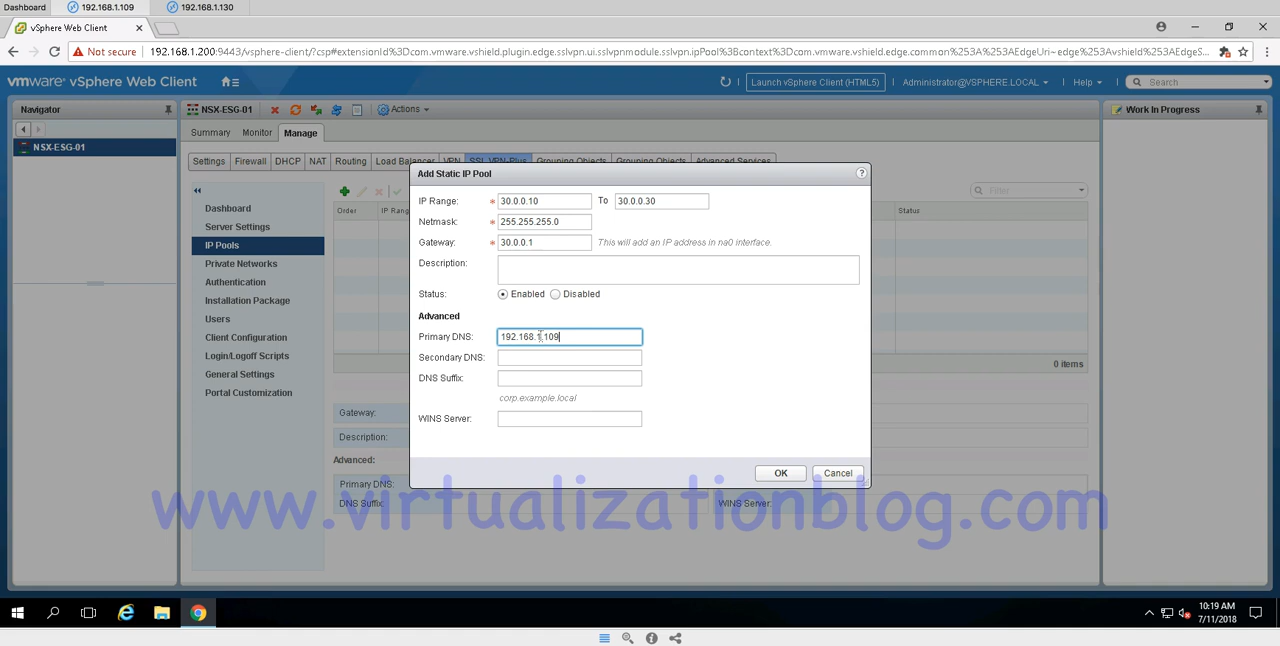 Dashboard 192.168.1.109 192.168.1.130
vSphere Web Client
Not secure 192.168.1.200:9443/vsphere-client/?csp#extensionId%3Dcom.vmware.vshield.plugin.edge.sslvpn.ui.sslvpnmodule.sslvpn.ipPool%3Bcontext%3Dcom.vmware.vshield.edge.common%253A%253AEdgeUri~edge%253Avshield%253AEdgeS...
vmware® vSphere Web Client Launch vSphere Client (HTML5) Administrator@VSPHERE.LOCAL Help Search
Navigator NSX-ESG-01 Actions Work In Progress
Summary Monitor Manage
NSX-ESG-01
Settings Firewall DHCP NAT Routing Load Balancer VPN SSL VPN-Plus Grouping Objects Grouping Objects Advanced Services
Add Static IP Pool
Filter
Order IP Rang Status
Dashboard
Server Settings
IP Pools
Private Networks
Authentication
Installation Package
Users
Client Configuration
Login/Logoff Scripts
General Settings
Portal Customization
IP Range: * 30.0.0.10 To 30.0.0.30
Netmask: * 255.255.255.0
Gateway: * 30.0.0.1 This will add an IP address in na0 interface.
Description:
Status: Enabled Disabled
Advanced
Primary DNS: 192.168.1.109
Secondary DNS:
DNS Suffix:
corp.example.local
WINS Server:
OK Cancel
0 items
Gateway:
Description:
Advanced:
Primary DNS:
DNS Suffix: WINS Server:
www.virtualizationblog.com
10:19 AM
7/11/2018